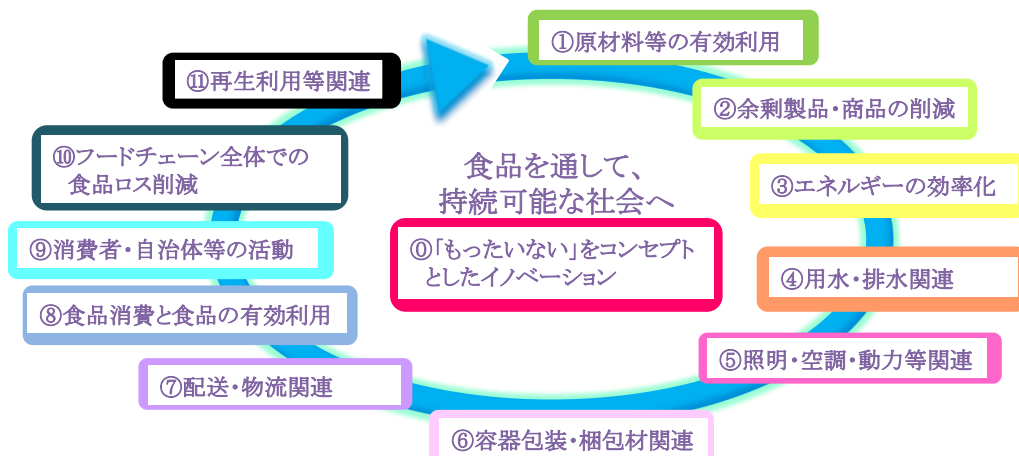 ①原材料等の有効利用
②余剰製品・商品の削減
③エネルギーの効率化
④用水・排水関連
⑤照明・空調・動力等関連
⑥容器包装・梱包材関連
⑦配送・物流関連
⑧食品消費と食品の有効利用
⑨消費者・自治体等の活動
⑩フードチェーン全体での
食品ロス削減
⑪再生利用等関連
食品を通して、
持続可能な社会へ
⓪「もったいない」をコンセプト
としたイノベーション